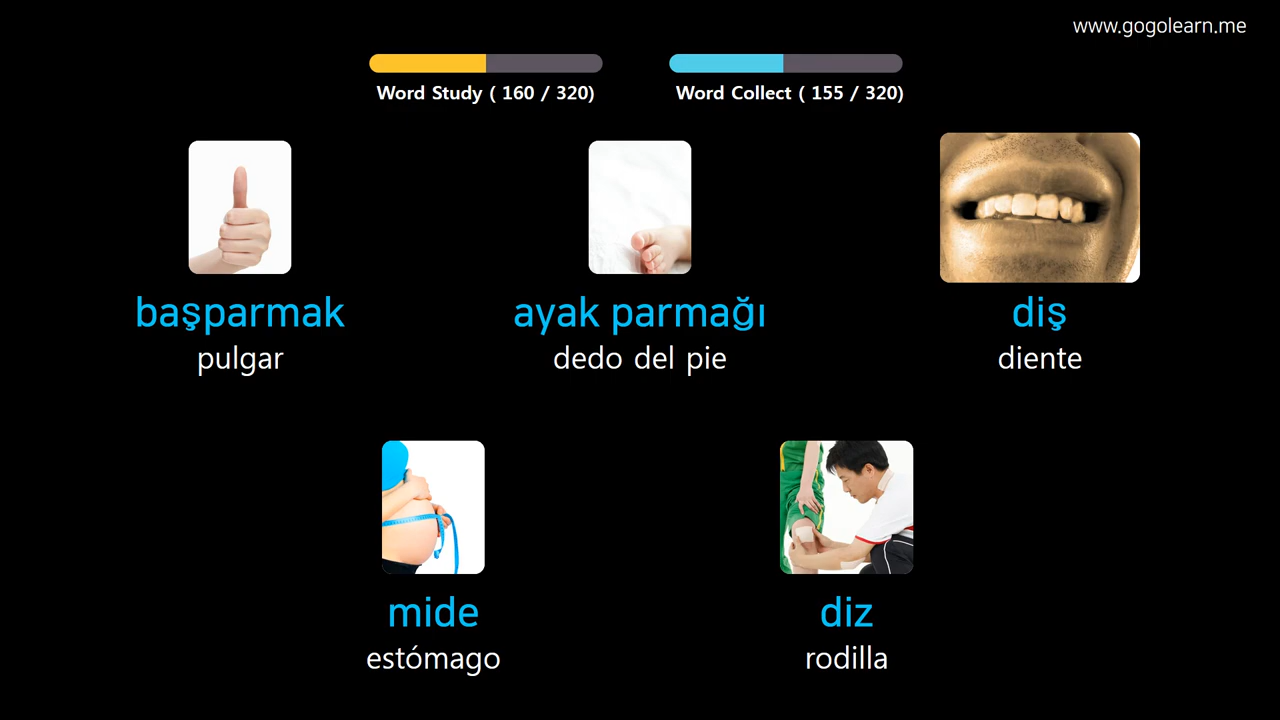 www.gogolearn.me
Word Study ( 160 / 320)
Word Collect ( 155 / 320)
başparmak
pulgar
ayak parmağı
dedo del pie
diş
diente
mide
estómago
diz
rodilla